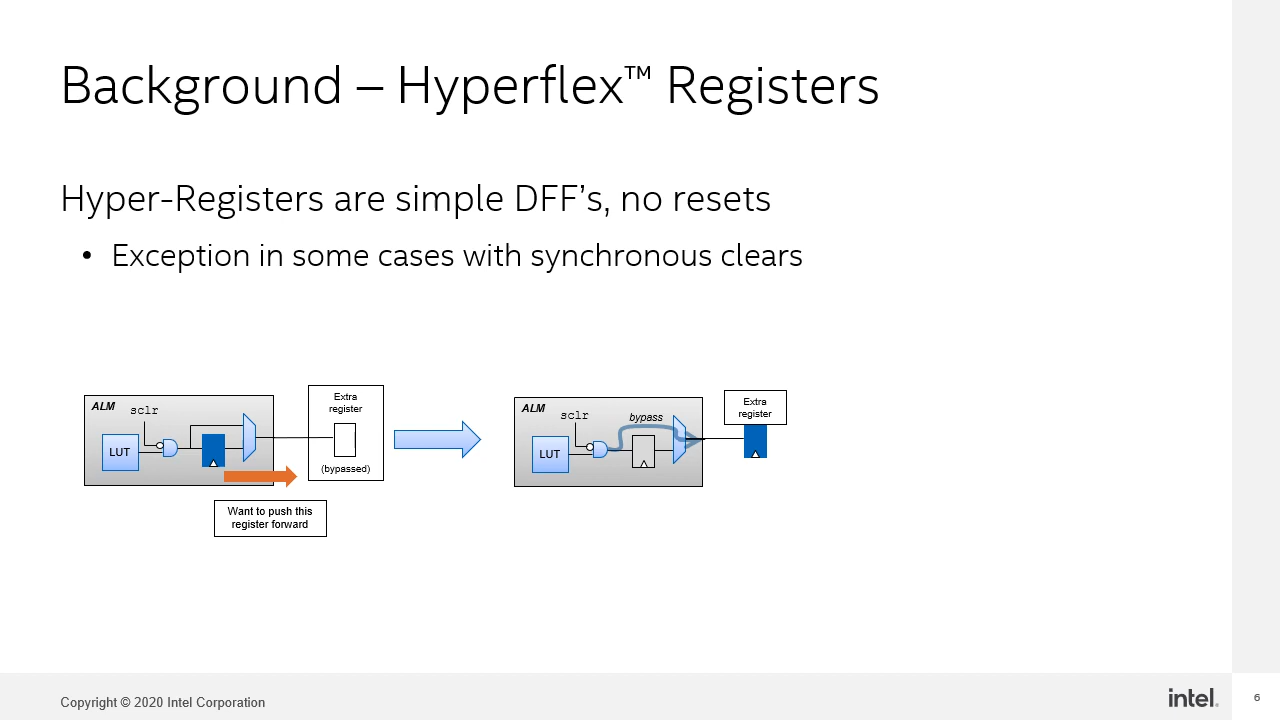 Background – Hyperflex™ Registers
Hyper-Registers are simple DFF's, no resets
• Exception in some cases with synchronous clears
ALM
sclr
LUT
Extra
register
(bypassed)
Want to push this
register forward
ALM
sclr
bypass
LUT
Extra
register
Copyright © 2020 Intel Corporation
intel.
6